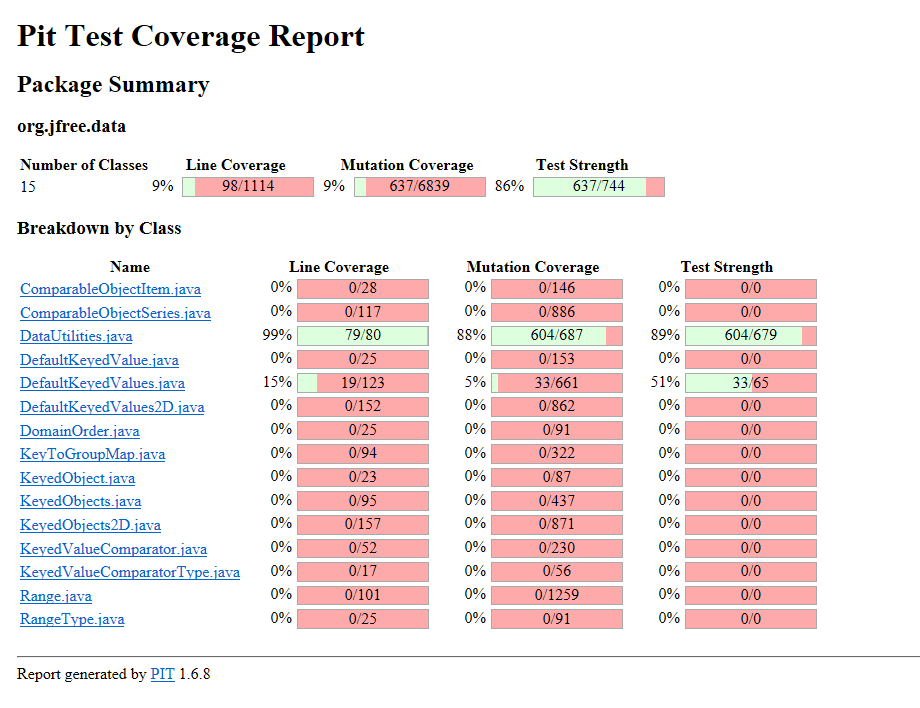 Pit Test Coverage Report
Package Summary
org.jfree.data
Number of Classes Line Coverage Mutation Coverage Test Strength
15 9% 98/1114 9% 637/6839 86% 637/744
Breakdown by Class
Name Line Coverage Mutation Coverage Test Strength
ComparableObjectItem.java 0% 0/28 0% 0/146 0% 0/0
ComparableObjectSeries.java 0% 0/117 0% 0/886 0% 0/0
DataUtilities.java 99% 79/80 88% 604/687 89% 604/679
DefaultKeyedValue.java 0% 0/25 0% 0/153 0% 0/0
DefaultKeyedValues.java 15% 19/123 5% 33/661 51% 33/65
DefaultKeyedValues2D.java 0% 0/152 0% 0/862 0% 0/0
DomainOrder.java 0% 0/25 0% 0/91 0% 0/0
KeyToGroupMap.java 0% 0/94 0% 0/322 0% 0/0
KeyedObject.java 0% 0/23 0% 0/87 0% 0/0
KeyedObjects.java 0% 0/95 0% 0/437 0% 0/0
KeyedObjects2D.java 0% 0/157 0% 0/871 0% 0/0
KeyedValueComparator.java 0% 0/52 0% 0/230 0% 0/0
KeyedValueComparatorType.java 0% 0/17 0% 0/56 0% 0/0
Range.java 0% 0/101 0% 0/1259 0% 0/0
RangeType.java 0% 0/25 0% 0/91 0% 0/0
Report generated by PIT 1.6.8